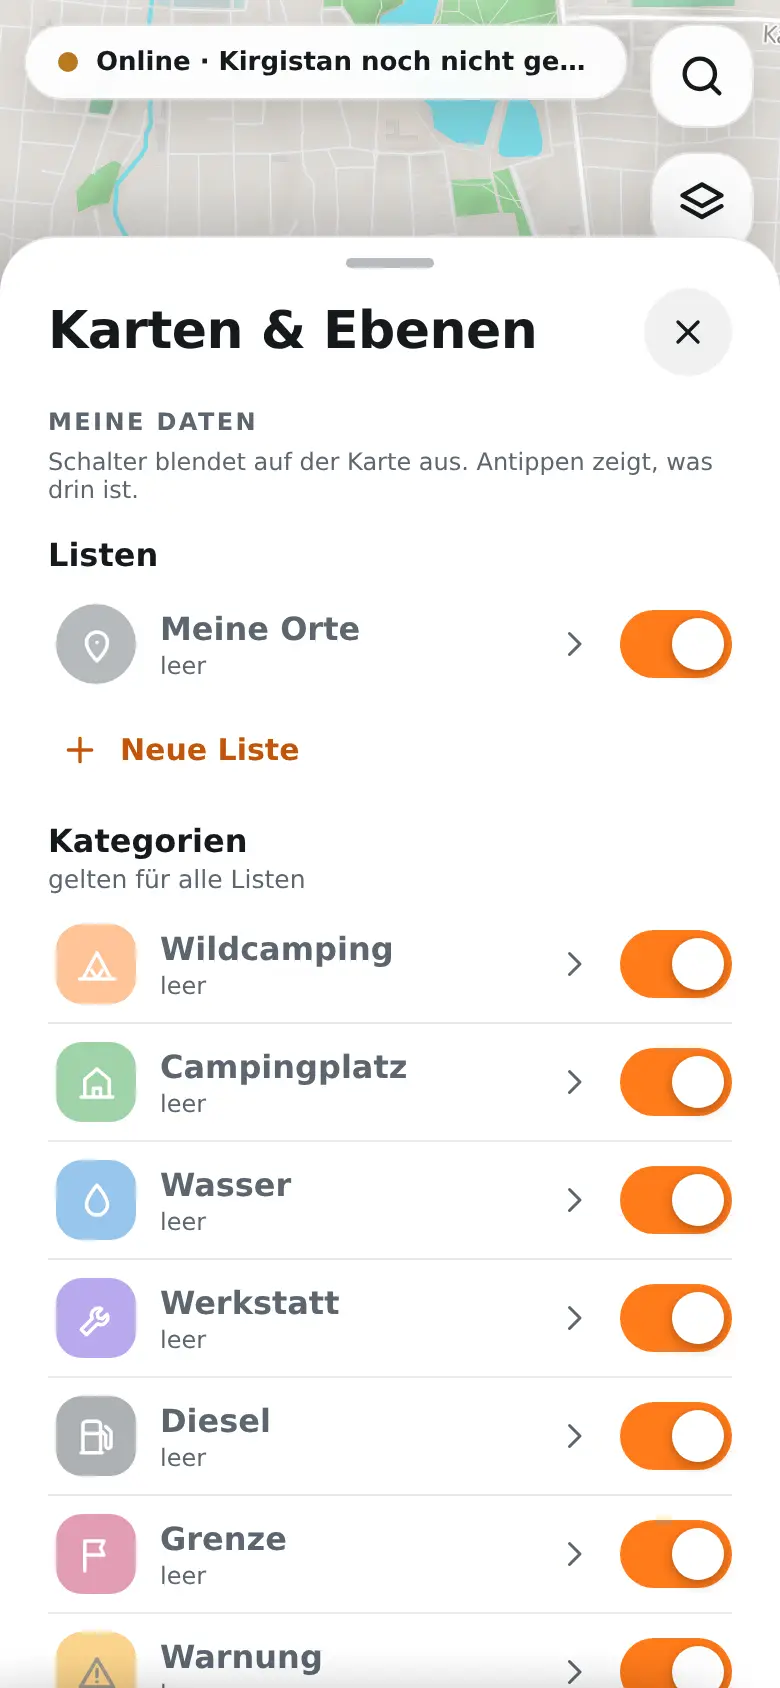 Online · Kirgistan noch nicht ge…
Karten & Ebenen
MEINE DATEN
Schalter blendet auf der Karte aus. Antippen zeigt, was
drin ist.
Listen
Meine Orte
leer
Neue Liste
Kategorien
gelten für alle Listen
Wildcamping
leer
Campingplatz
leer
Wasser
leer
Werkstatt
leer
Diesel
leer
Grenze
leer
Warnung